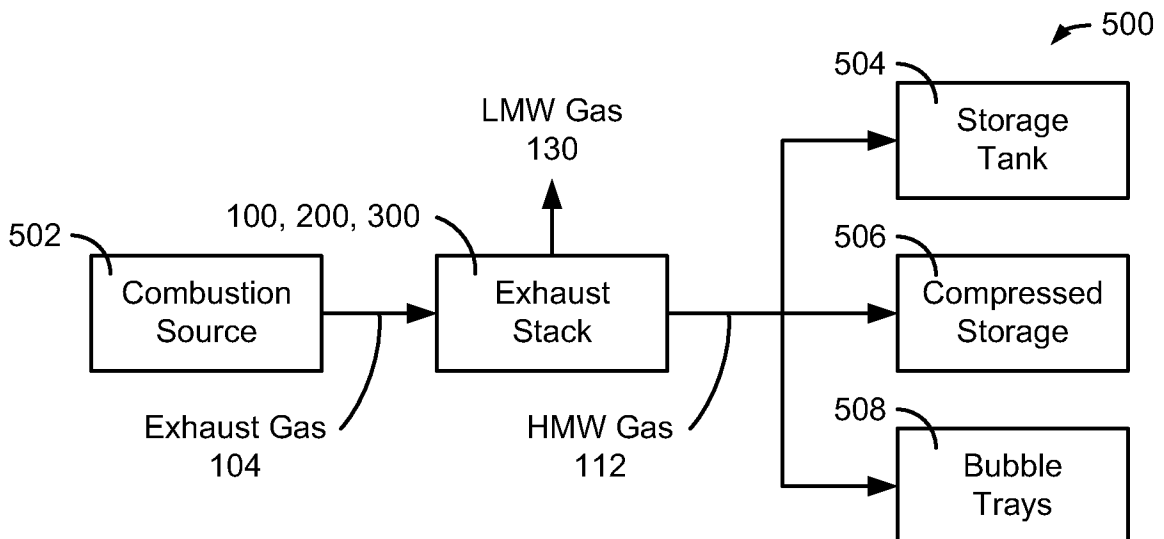 500
504
Storage
Tank
LMW Gas
130
100, 200, 300
502
506
Combustion
Source
Exhaust
Stack
Compressed
Storage
508
Exhaust Gas
104
HMW Gas
112
Bubble
Trays